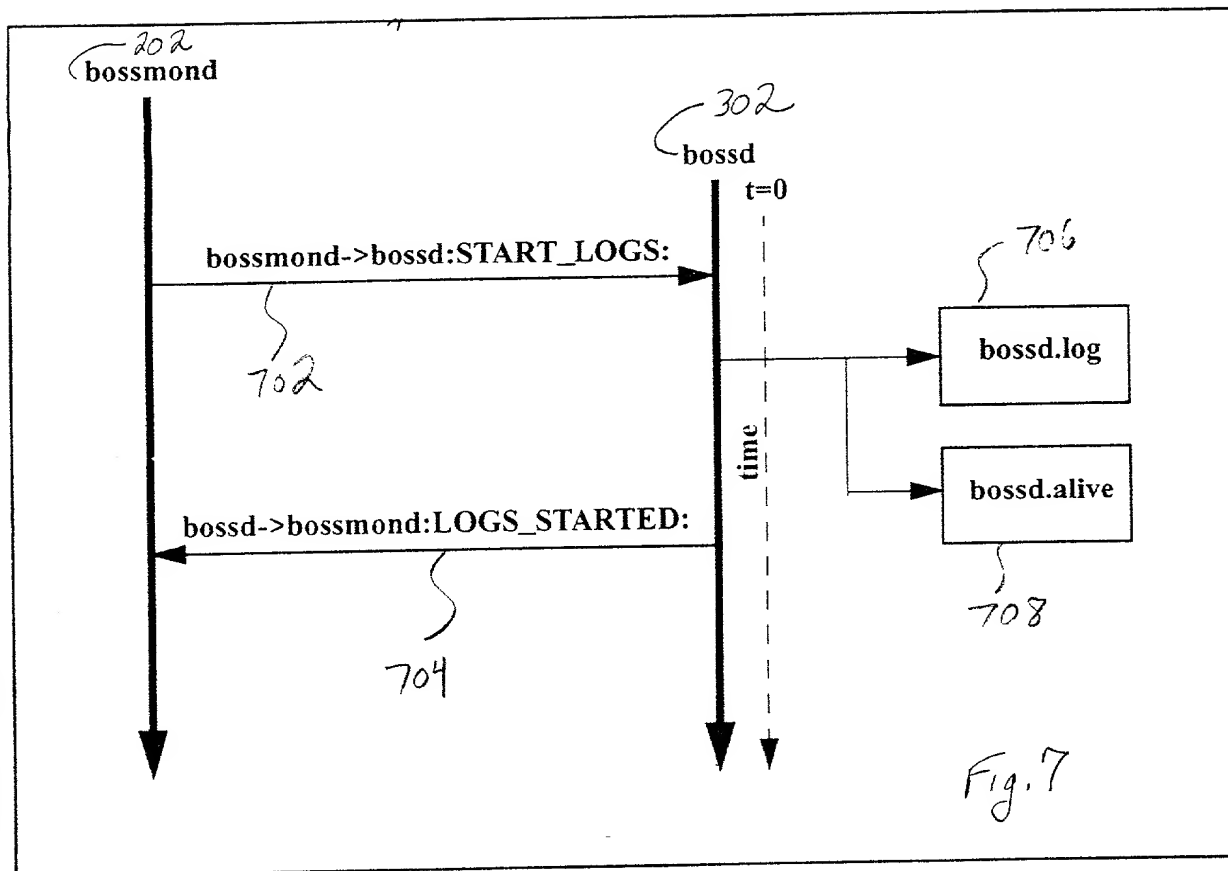 202
bossmond
302
bossd
t=0
bossmond->bossd:START_LOGS:
702
706
bossd.log
time
bossd.alive
bossd->bossmond:LOGS_STARTED:
704
708
Fig. 7